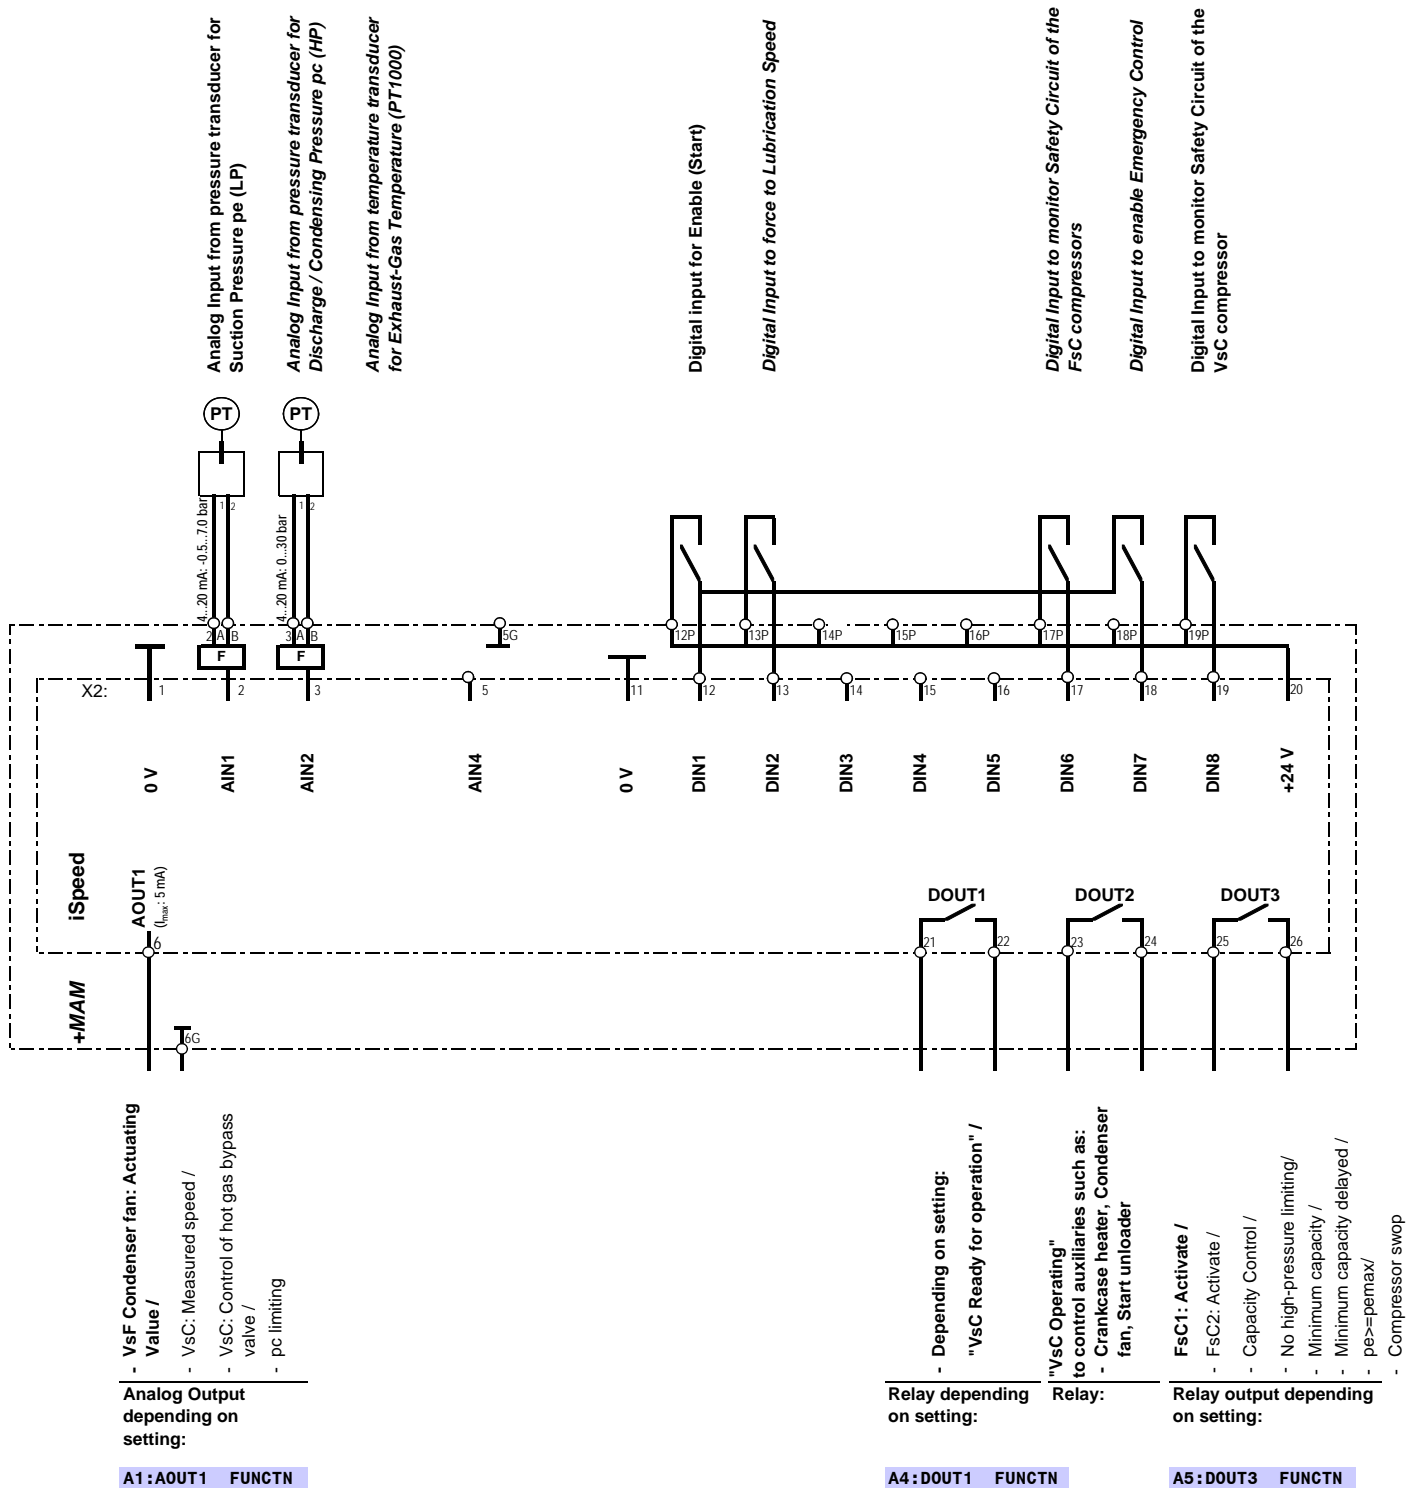 Analog Input from pressure transducer for
Suction Pressure pe (LP)
Analog Input from pressure transducer for
Discharge / Condensing Pressure pc (HP)
Analog Input from temperature transducer
for Exhaust-Gas Temperature (PT1000)
Digital input for Enable (Start)
Digital Input to force to Lubrication Speed
Digital Input to monitor Safety Circuit of the
FsC compressors
Digital Input to enable Emergency Control
Digital Input to monitor Safety Circuit of the
VsC compressor
PT
PT
1
2
1
2
4...20 mA: -0.5...7.0 bar
4...20 mA: 0...30 bar
2
A
B
3
A
B
5G
12P
13P
14P
15P
16P
17P
18P
19P
F
F
X2:
1
2
3
5
11
12
13
14
15
16
17
18
19
20
0 V
AIN1
AIN2
AIN4
0 V
DIN1
DIN2
DIN3
DIN4
DIN5
DIN6
DIN7
DIN8
+24 V
iSpeed
AOUT1
(Imax: 5 mA)
DOUT1
DOUT2
DOUT3
6
21
22
23
24
25
26
+MAM
6G
- VsF Condenser fan: Actuating
Value /
- VsC: Measured speed /
- VsC: Control of hot gas bypass
valve /
- pc limiting
- Depending on setting:
"VsC Ready for operation" /
"VsC Operating"
to control auxiliaries such as:
- Crankcase heater, Condenser
fan, Start unloader
FsC1: Activate /
- FsC2: Activate /
- Capacity Control /
- No high-pressure limiting/
- Minimum capacity /
- Minimum capacity delayed /
- pe>=pemax/
- Compressor swop
Analog Output
depending on
setting:
Relay depending
on setting:
Relay:
Relay output depending
on setting:
A1:AOUT1 FUNCTN
A4:DOUT1 FUNCTN
A5:DOUT3 FUNCTN